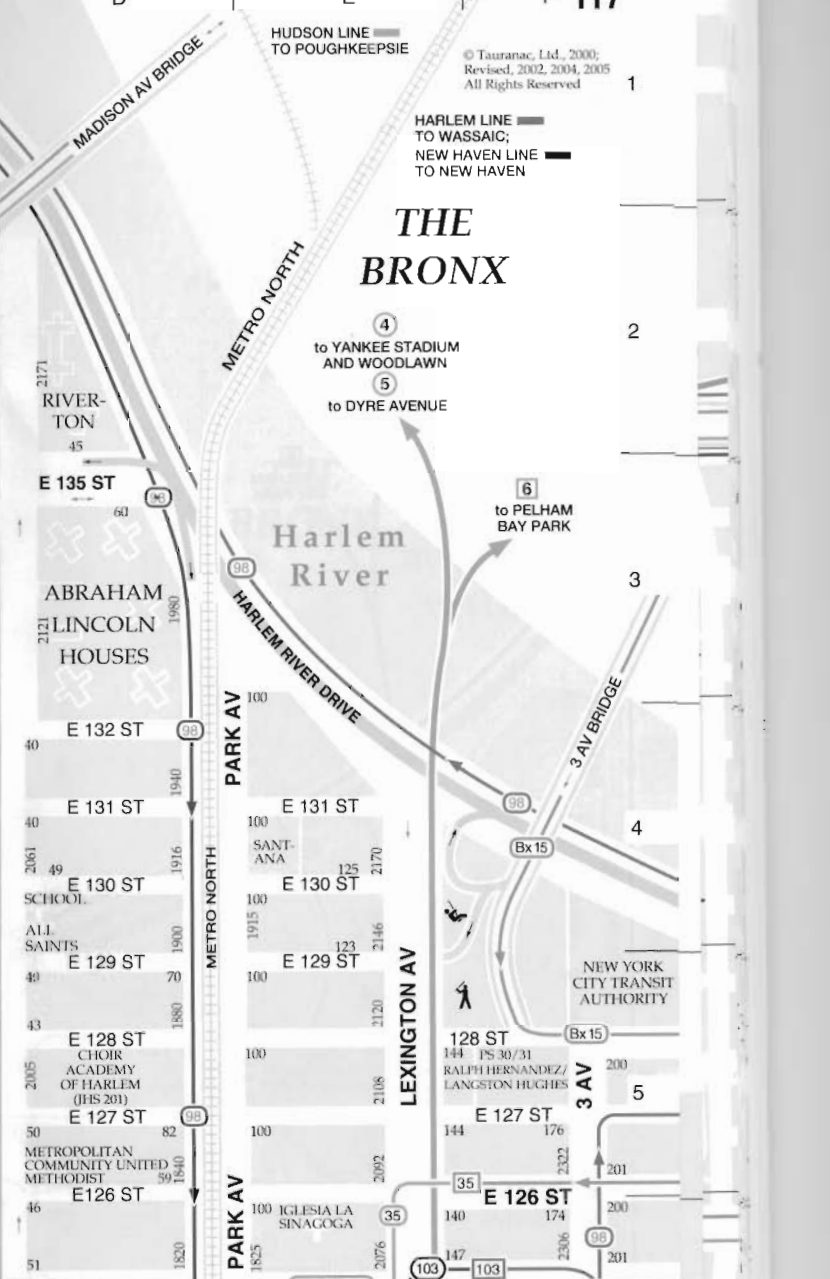 HUDSON LINE
TO POUGHKEEPSIE
© Tauranac, Ltd., 2000;
Revised, 2002, 2004, 2005
All Rights Reserved
1
MADISON AV BRIDGE
HARLEM LINE
TO WASSAIC;
NEW HAVEN LINE
TO NEW HAVEN
THE
BRONX
METRO NORTH
2
4
to YANKEE STADIUM
AND WOODLAWN
5
to DYRE AVENUE
2171
RIVER-
TON
45
E 135 ST
98
60
6
to PELHAM
BAY PARK
Harlem
River
98
3
ABRAHAM
LINCOLN
HOUSES
2121
1980
HARLEM RIVER DRIVE
3 AV BRIDGE
PARK AV
100
E 132 ST
98
40
1940
E 131 ST
E 131 ST
98
4
40
100
2061
49
1916
SANT-
ANA
125
2170
Bx 15
E 130 ST
E 130 ST
SCHOOL
100
ALL
SAINTS
1900
METRO NORTH
1915
123
2146
E 129 ST
E 129 ST
49
70
100
LEXINGTON AV
NEW YORK
CITY TRANSIT
AUTHORITY
43
1880
2120
E 128 ST
128 ST
Bx 15
2005
CHOIR
ACADEMY
OF HARLEM
(JHS 201)
100
2108
144 PS 30/31
RALPH HERNANDEZ/
LANGSTON HUGHES
3 AV
200
5
E 127 ST
98
E 127 ST
50
82
100
144
176
METROPOLITAN
COMMUNITY UNITED
METHODIST
59
1840
2092
2322
201
E126 ST
35
E 126 ST
46
PARK AV
100
IGLESIA LA
SINAGOGA
35
140
174
200
98
51
1820
1825
2076
147
2306
201
103
103